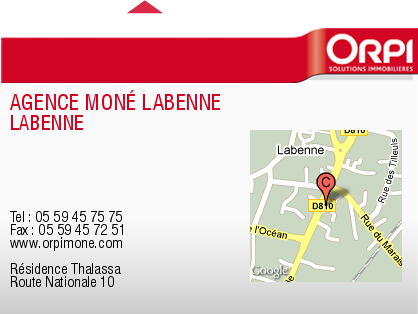 ORPI
SOLUTIONS IMMOBILIÈRES
AGENCE MONÉ LABENNE
LABENNE
Tel : 05 59 45 75 75
Fax : 05 59 45 72 51
www.orpimone.com
Résidence Thalassa
Route Nationale 10
D810
Labenne
Rue des Tilleuls
C
D810
Rue du Marais
e l'Océan
Google